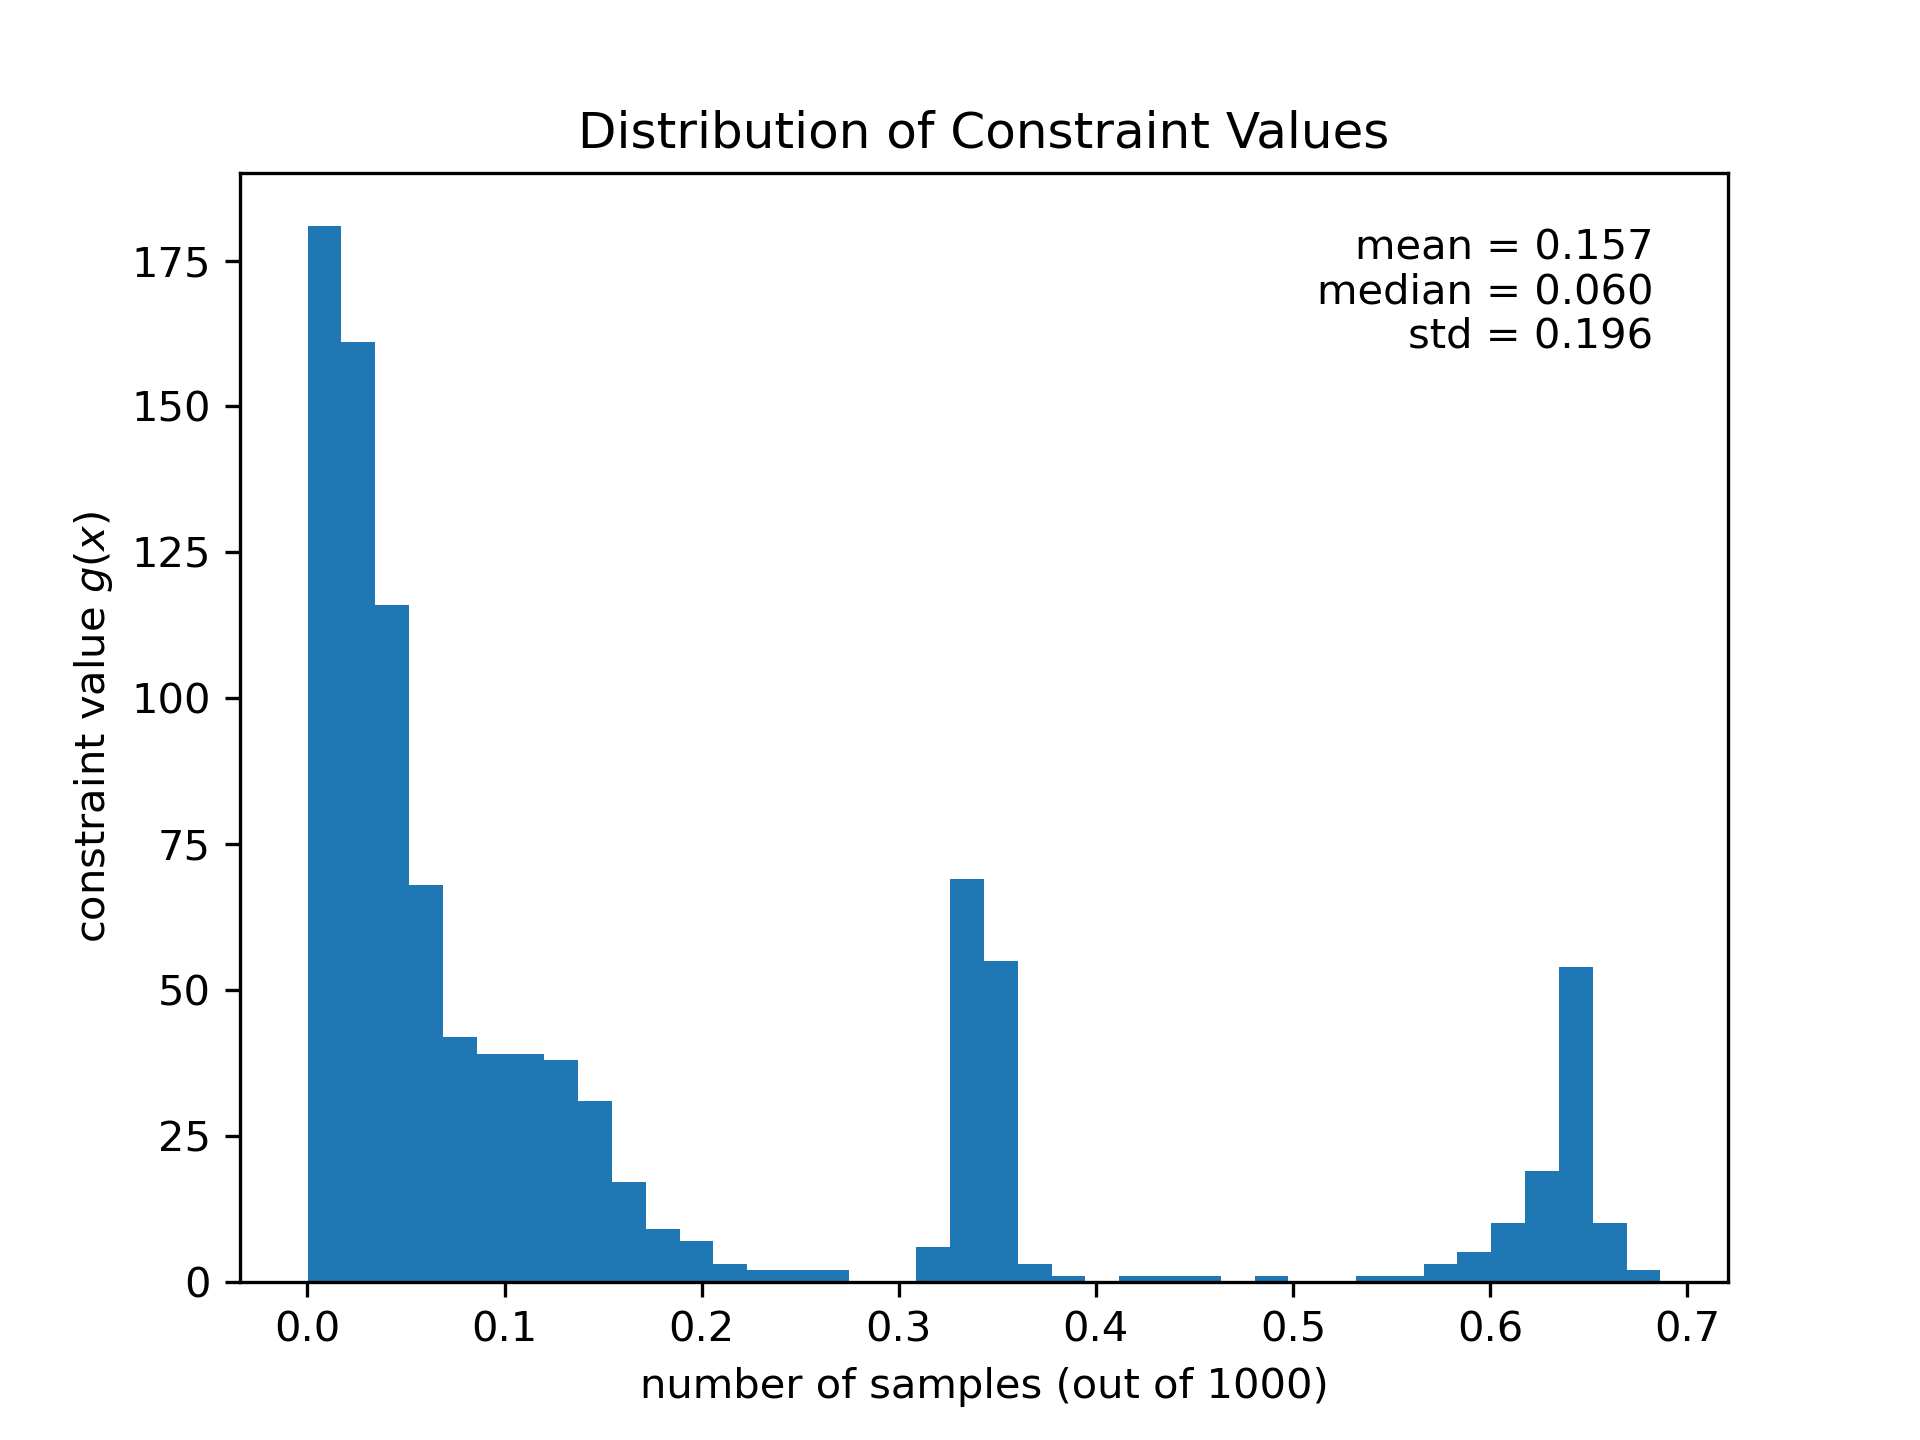 Distribution of Constraint Values
mean = 0.157
median = 0.060
std = 0.196
constraint value g(x)
175
150
125
100
75
50
25
0
0.0 0.1 0.2 0.3 0.4 0.5 0.6 0.7
number of samples (out of 1000)